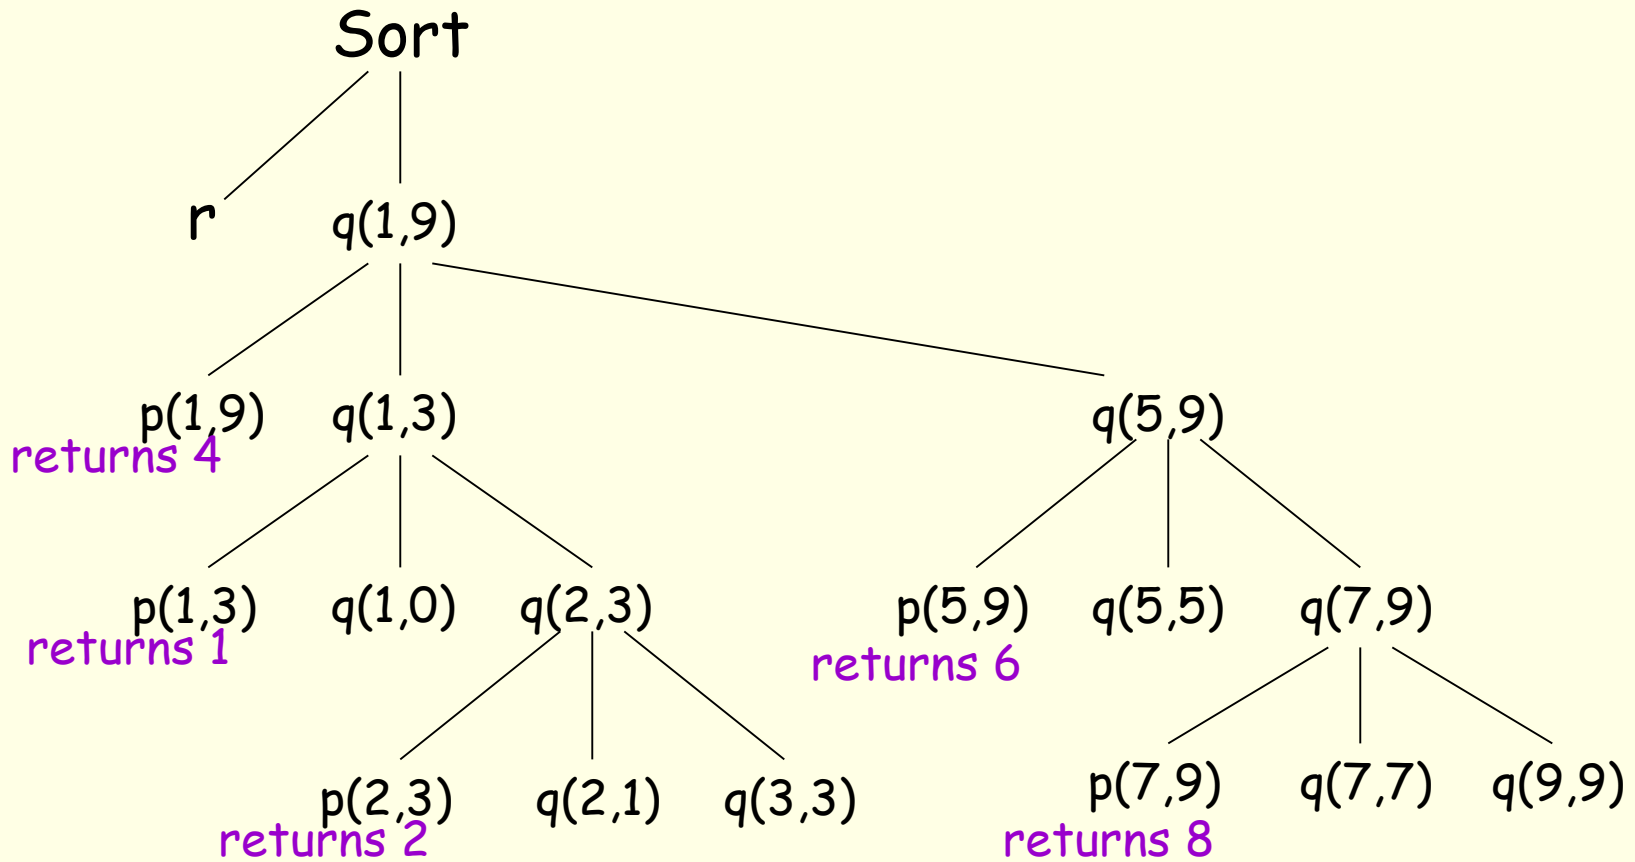 Sort
r q(1,9)
p(1,9) q(1,3) q(5,9)
returns 4
p(1,3) q(1,0) q(2,3) p(5,9) q(5,5) q(7,9)
returns 1 returns 6
p(2,3) q(2,1) q(3,3) p(7,9) q(7,7) q(9,9)
returns 2 returns 8